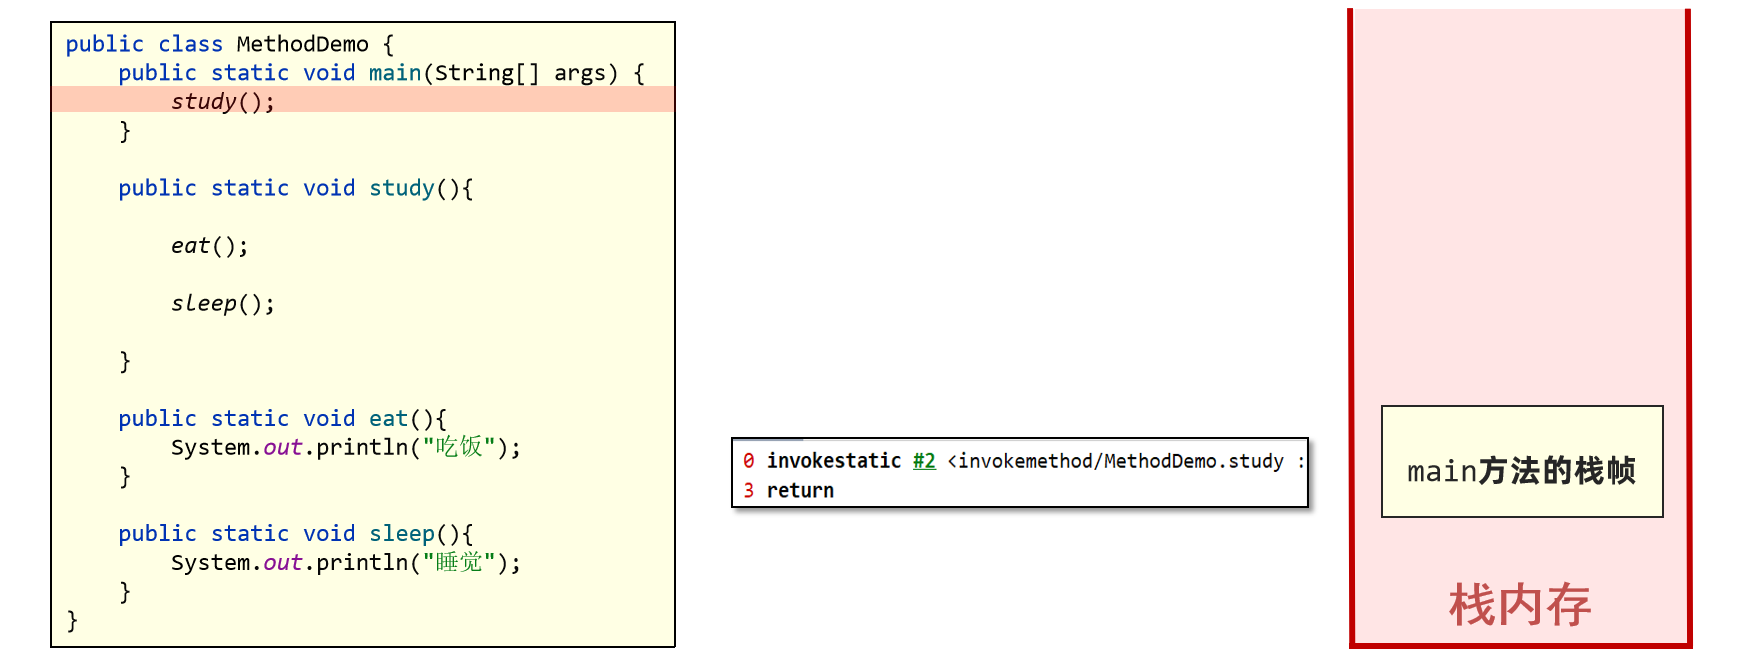 public class MethodDemo {
    public static void main(String[] args) {
        study();
    }
    public static void study(){
        eat();
        sleep();
    }
    public static void eat(){
        System.out.println("吃饭");
    }
    public static void sleep(){
        System.out.println("睡觉");
    }
}
0 invokestatic #2 <invokemethod/MethodDemo.study :
3 return
main方法的栈帧
栈内存